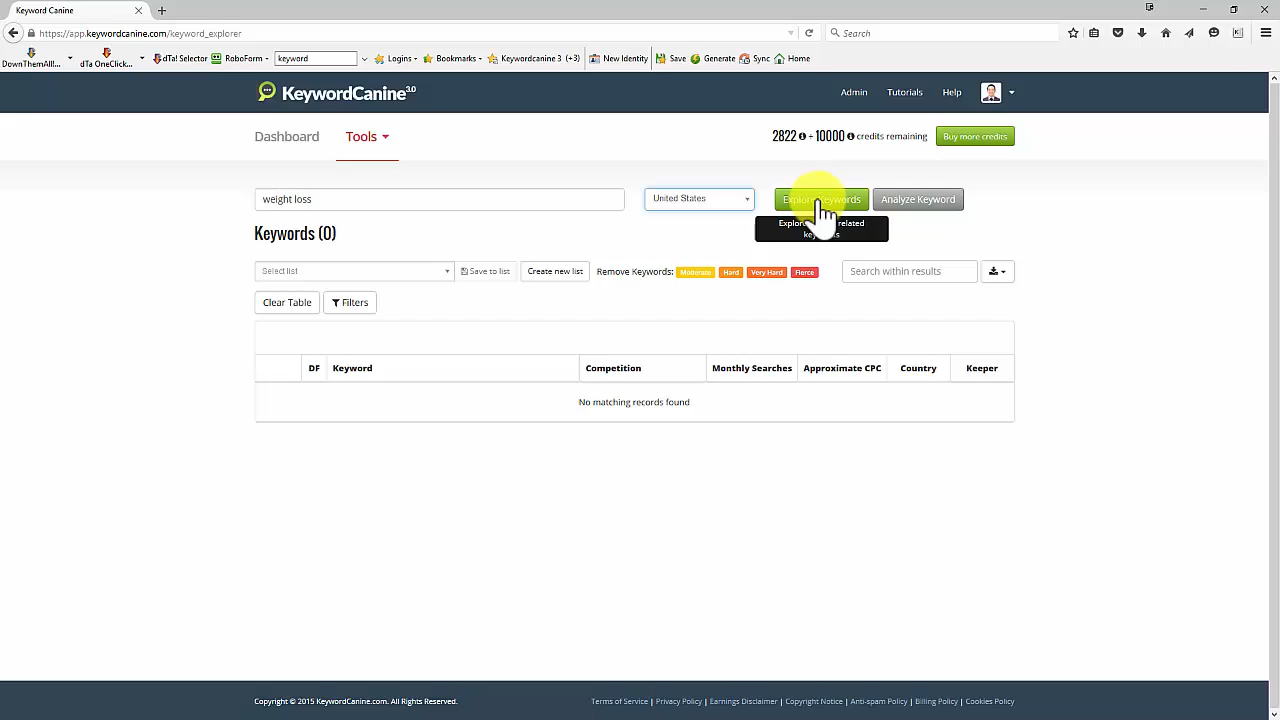 Keyword Canine
https://app.keywordcanine.com/keyword_explorer
Search
DownThemAll!...
dTa OneClick...
dTa! Selector
RoboForm
keyword
Logins
Bookmarks
Keywordcanine 3 (+3)
New Identity
Save
Generate
Sync
Home
KeywordCanine3.0
Admin
Tutorials
Help
Dashboard
Tools
2822 + 10000 credits remaining
Buy more credits
weight loss
United States
Explore Keywords
Analyze Keyword
related
Keywords (0)
Select list
Save to list
Create new list
Remove Keywords:
Moderate
Hard
Very Hard
Fierce
Search within results
Clear Table
Filters
DF
Keyword
Competition
Monthly Searches
Approximate CPC
Country
Keeper
No matching records found
Copyright © 2015 KeywordCanine.com. All Rights Reserved.
Terms of Service | Privacy Policy | Earnings Disclaimer | Copyright Notice | Anti-spam Policy | Billing Policy | Cookies Policy